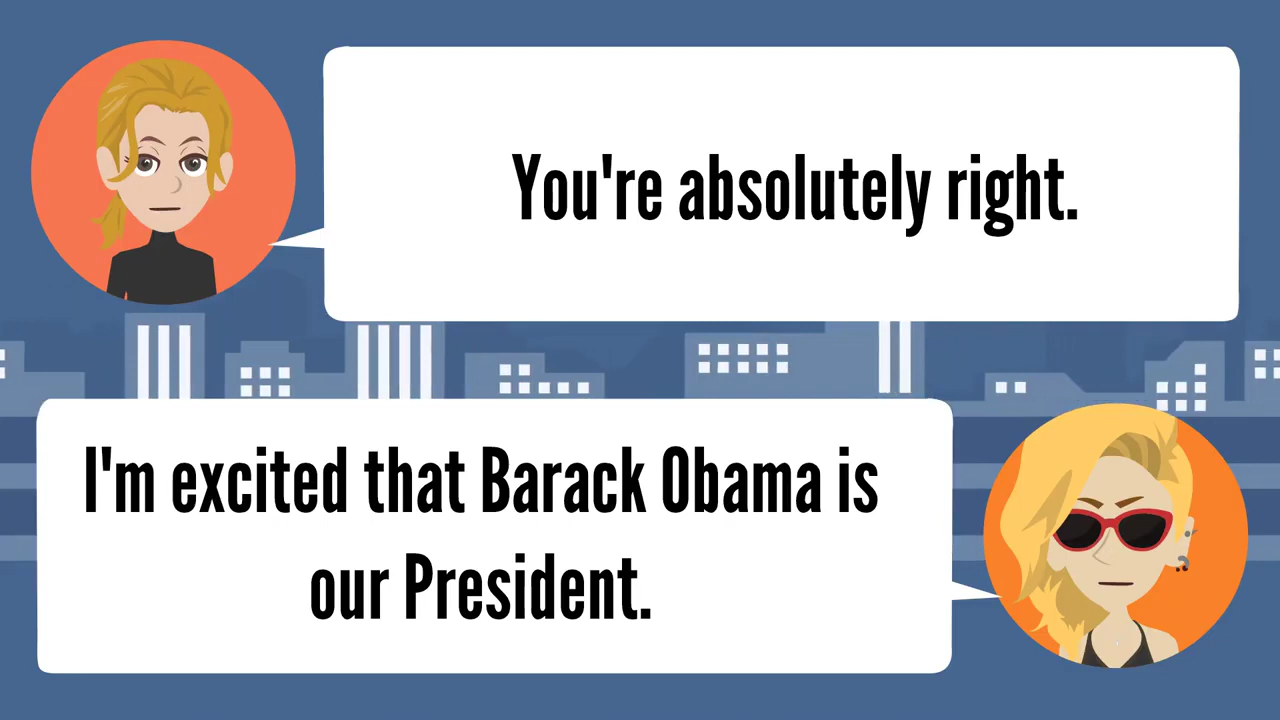 You're absolutely right.
I'm excited that Barack Obama is
our President.